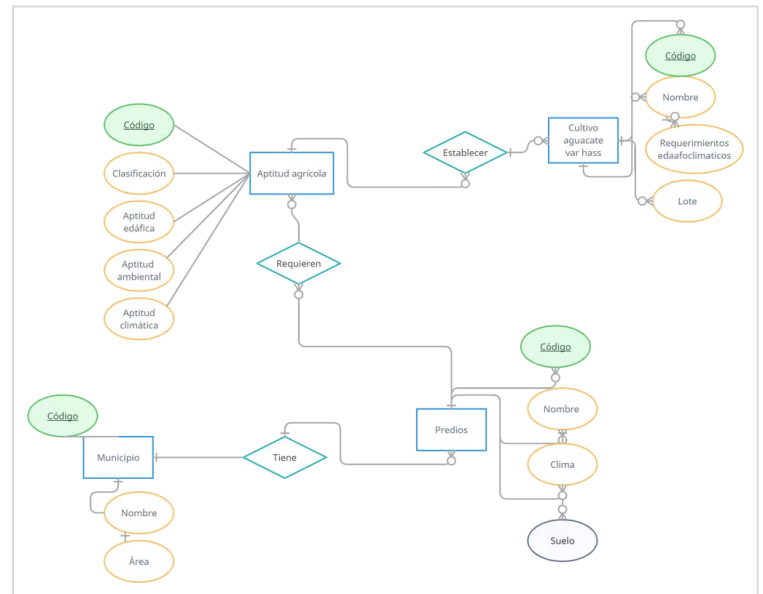 Código
Nombre
Requerimientos
edaafoclimaticos
Lote
Cultivo
aguacate
var hass
Establecer
Código
Clasificación
Aptitud
edáfica
Aptitud
ambiental
Aptitud
climática
Aptitud agrícola
Requieren
Código
Nombre
Clima
Suelo
Predios
Tiene
Código
Municipio
Nombre
Área